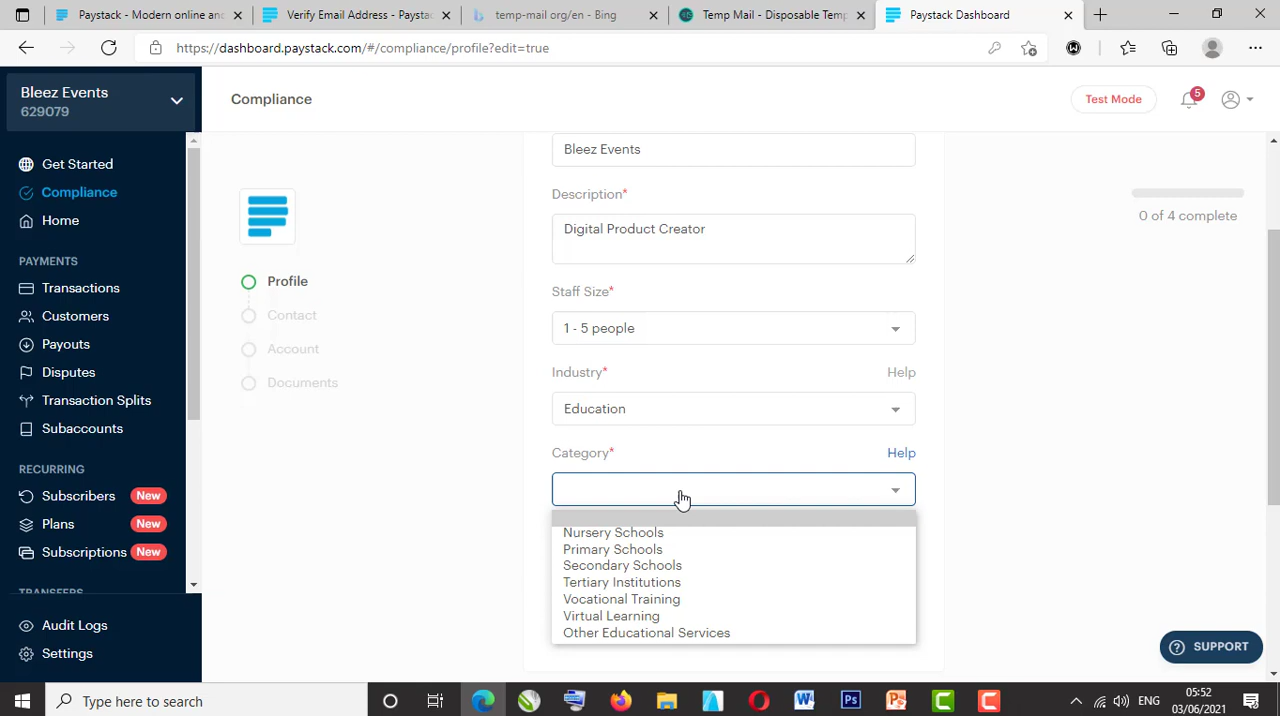 Paystack - Modern online and
Verify Email Address - Paystac
temp-mail org/en - Bing
Temp Mail - Disposable Temp
Paystack Dashboard
https://dashboard.paystack.com/#/compliance/profile?edit=true
Bleez Events
629079
Compliance
Test Mode
5
Get Started
Compliance
Home
PAYMENTS
Transactions
Customers
Payouts
Disputes
Transaction Splits
Subaccounts
RECURRING
Subscribers New
Plans New
Subscriptions New
TRANSFERS
Audit Logs
Settings
Profile
Contact
Account
Documents
Bleez Events
Description*
Digital Product Creator
Staff Size*
1 - 5 people
Industry* Help
Education
Category* Help
Nursery Schools
Primary Schools
Secondary Schools
Tertiary Institutions
Vocational Training
Virtual Learning
Other Educational Services
0 of 4 complete
SUPPORT
Type here to search
ENG
05:52
03/06/2021